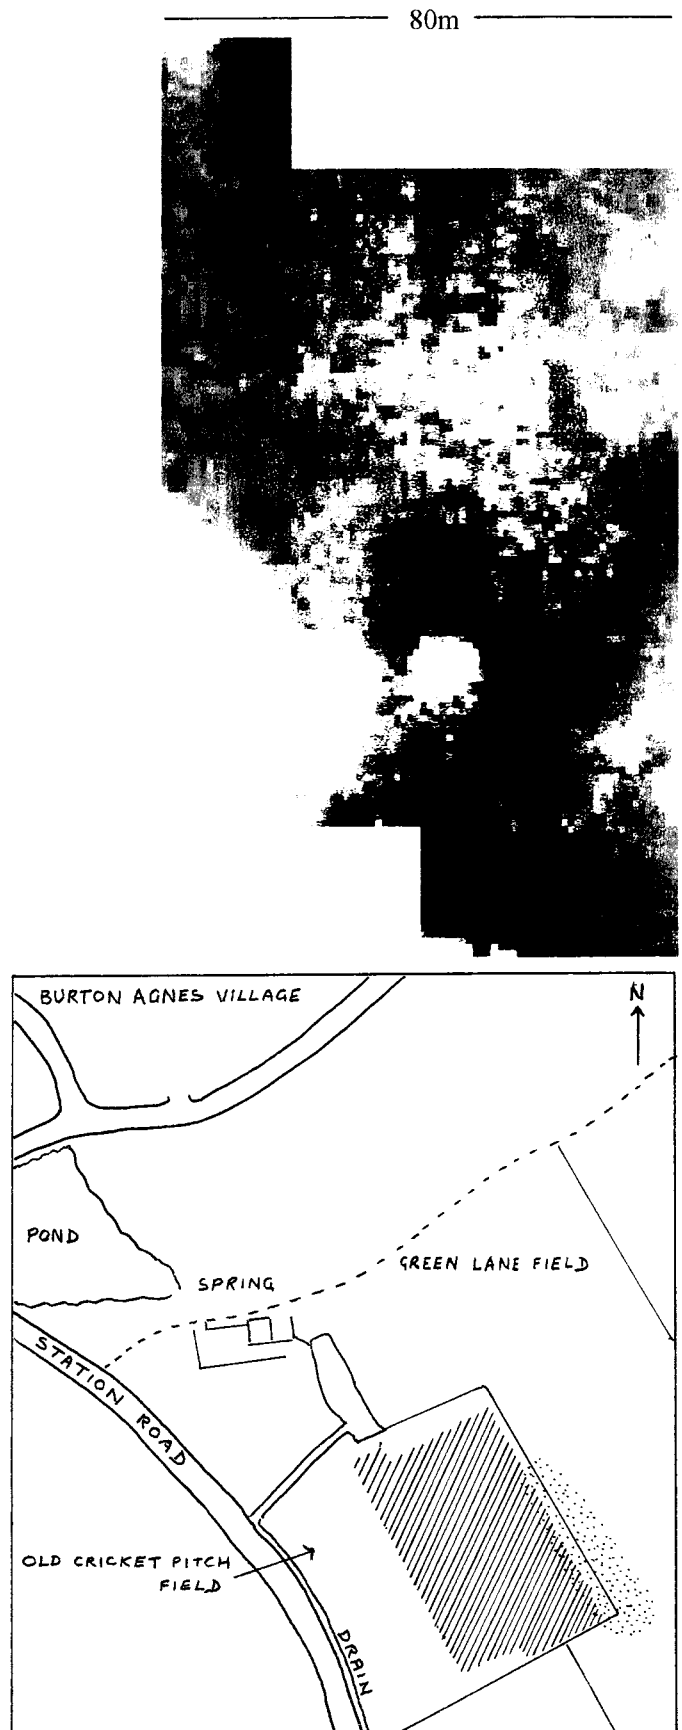 80m
BURTON AGNES VILLAGE
N
POND
SPRING
GREEN LANE FIELD
STATION ROAD
OLD CRICKET PITCH
FIELD
DRAIN